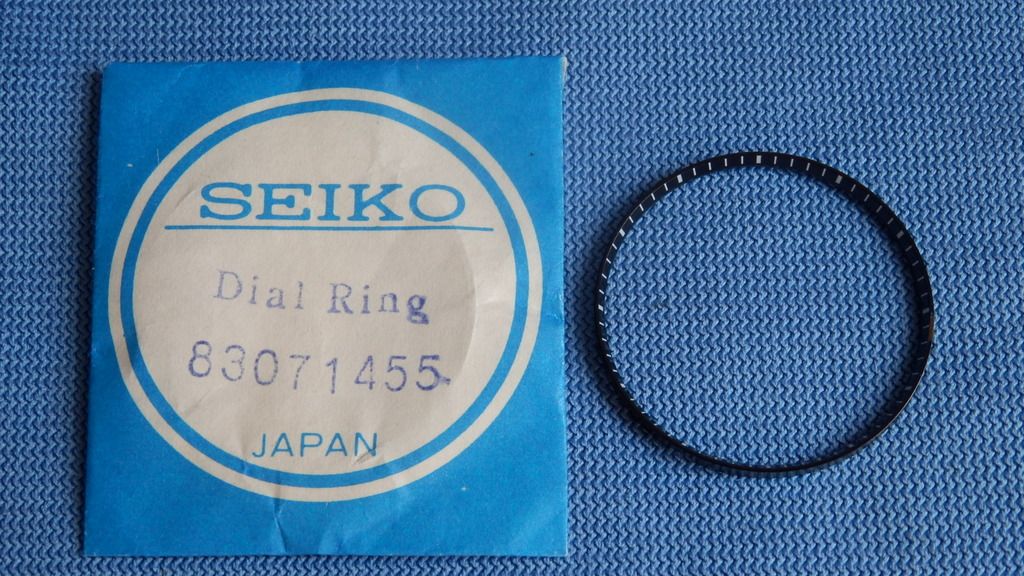 SEIKO
Dial Ring
83071455
JAPAN